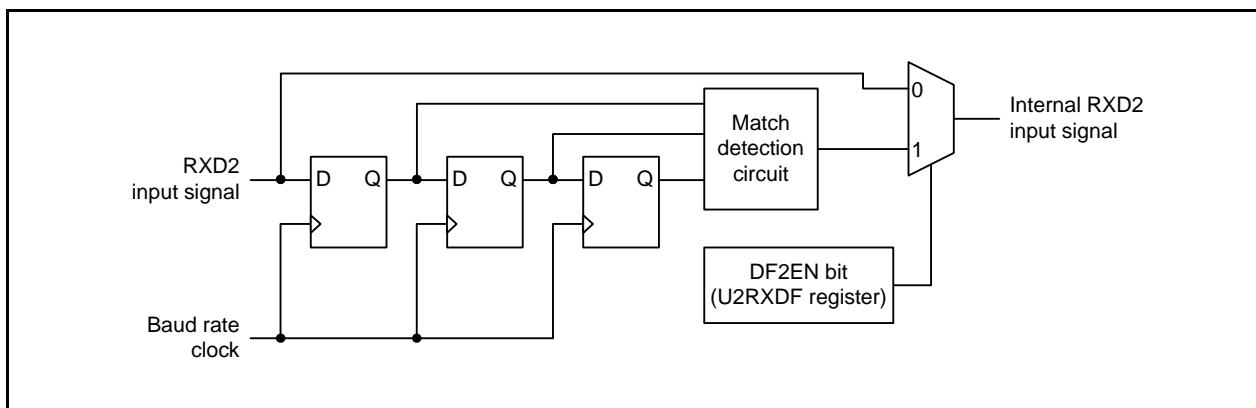 RXD2
input signal
D Q
D Q
D Q
Match
detection
circuit
0
1
Internal RXD2
input signal
DF2EN bit
(U2RXDF register)
Baud rate
clock